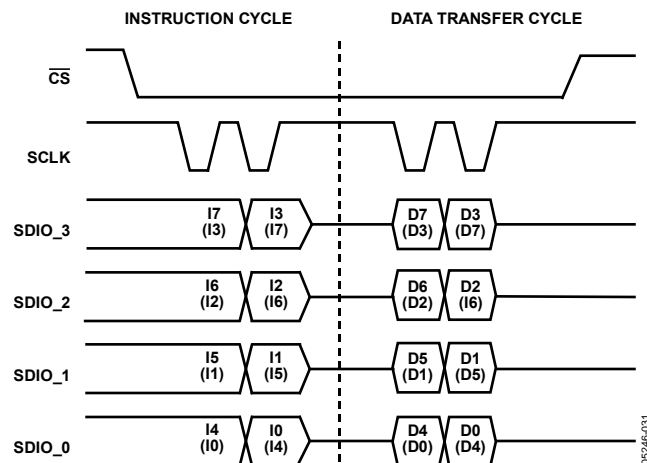 INSTRUCTION CYCLE DATA TRANSFER CYCLE
CS
SCLK
SDIO_3 I7 I3 D7 D3
(I3) (I7) (D3) (D7)
SDIO_2 I6 I2 D6 D2
(I2) (I6) (D2) (I6)
SDIO_1 I5 I1 D5 D1
(I1) (I5) (D1) (D5)
SDIO_0 I4 I0 D4 D0
(I0) (I4) (D0) (D4)
05246-031